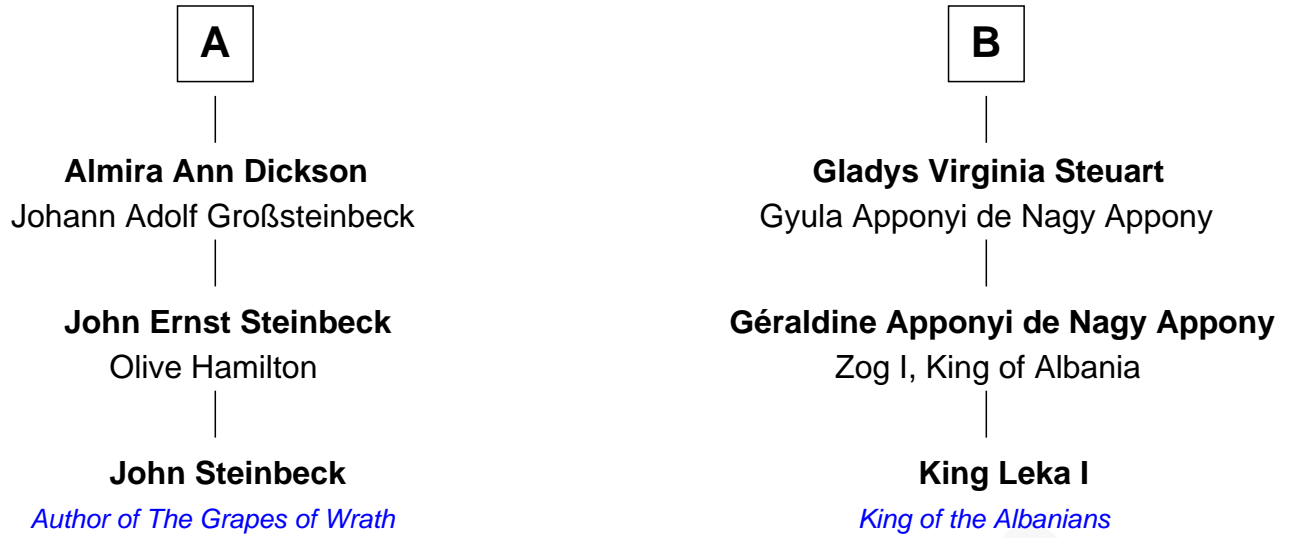 A
Almira Ann Dickson
Johann Adolf Großsteinbeck
John Ernst Steinbeck
Olive Hamilton
John Steinbeck
Author of The Grapes of Wrath
B
Gladys Virginia Steuart
Gyula Apponyi de Nagy Appony
Géraldine Apponyi de Nagy Appony
Zog I, King of Albania
King Leka I
King of the Albanians